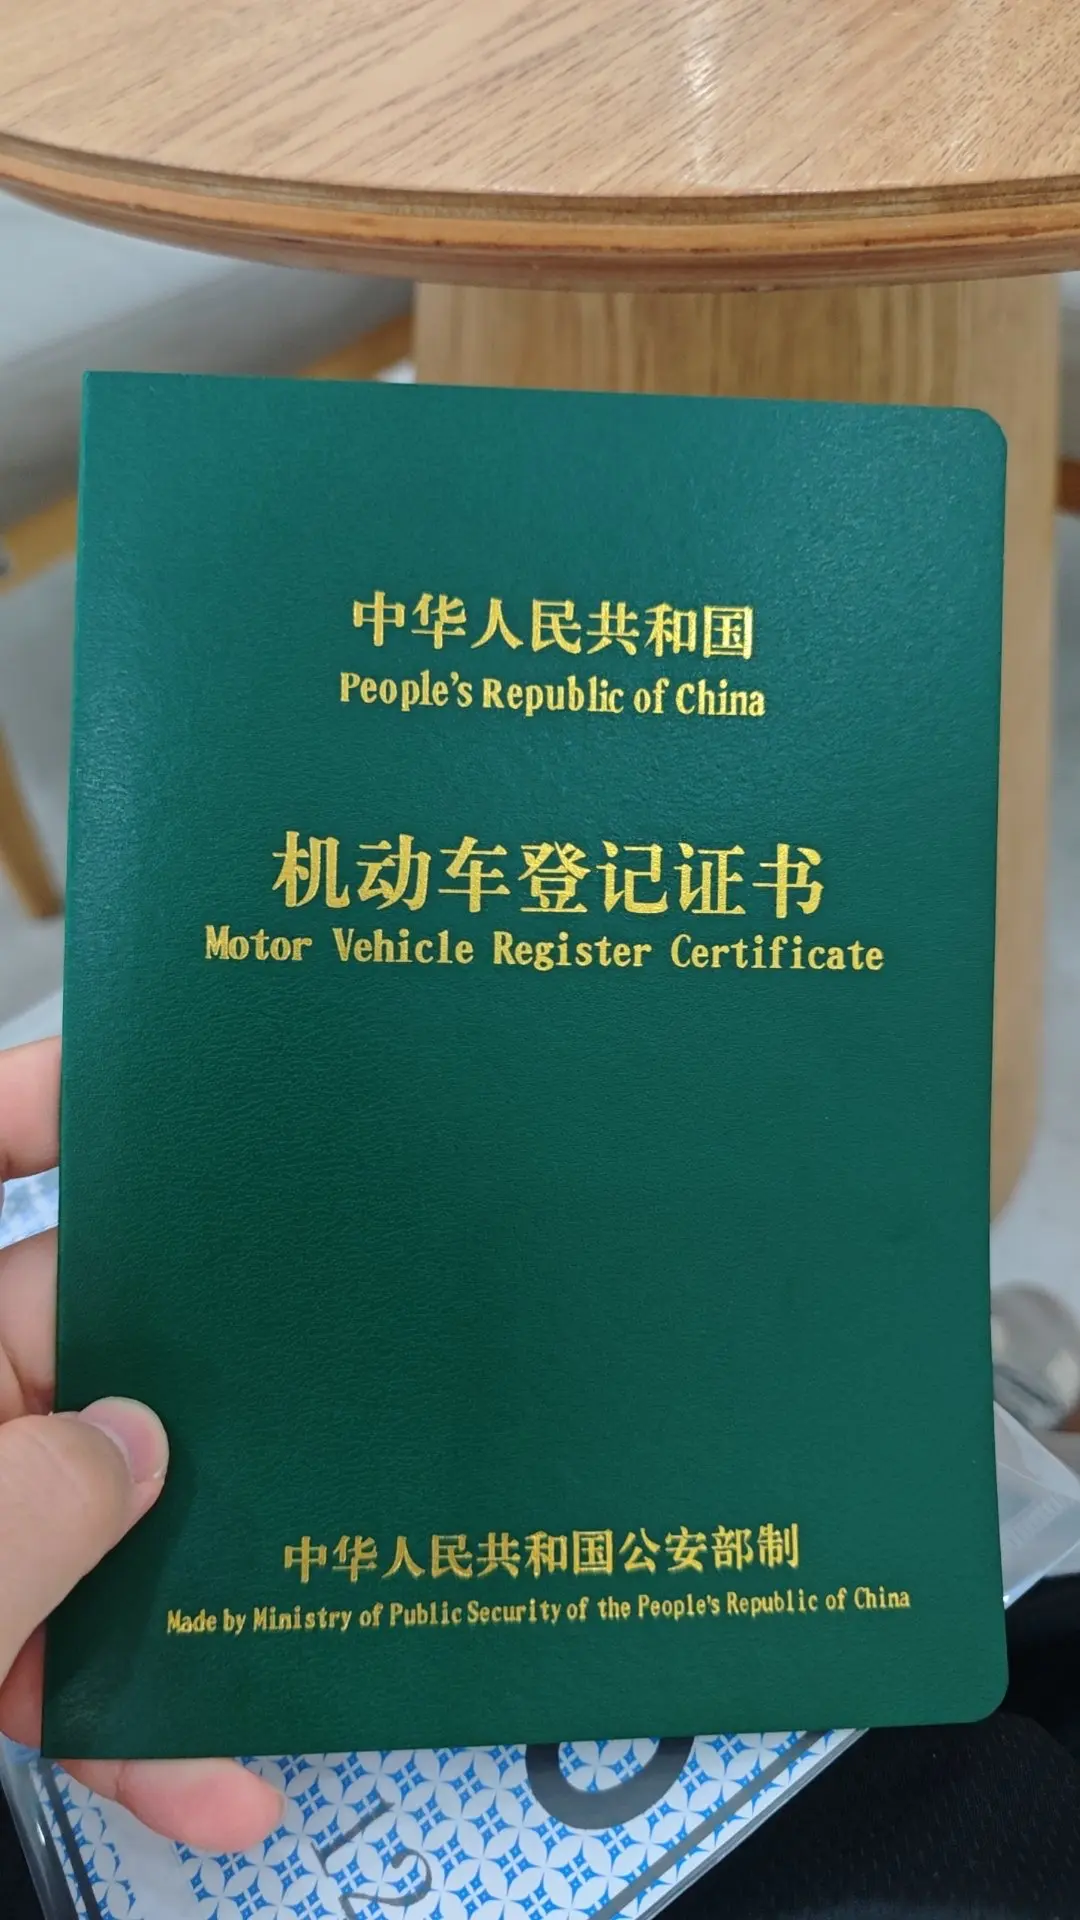 中华人民共和国
People's Republic of China
机动车登记证书
Motor Vehicle Register Certificate
中华人民共和国公安部制
Made by Ministry of Public Security of the People's Republic of China